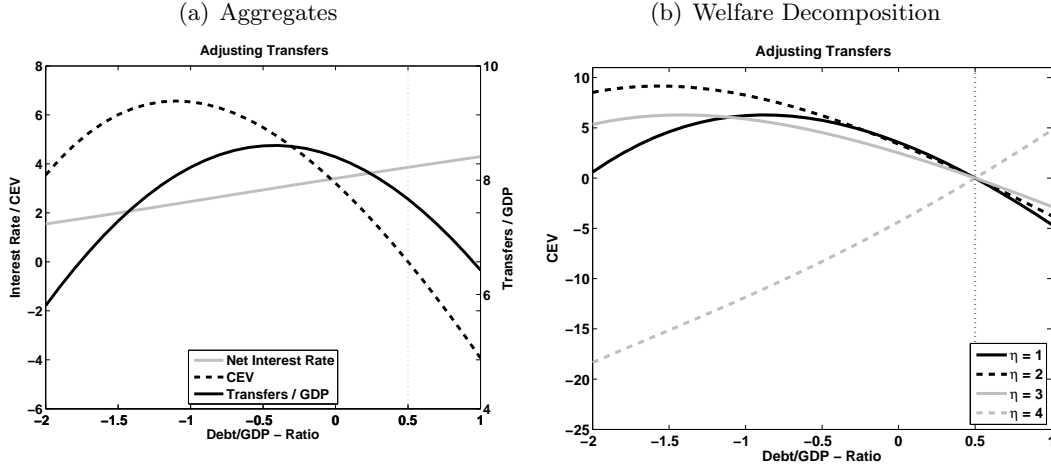 (a) Aggregates
Adjusting Transfers
8
6
4
2
0
−2
−4
−6
Interest Rate / CEV
10
8
6
4
Transfers / GDP
Net Interest Rate
CEV
Transfers / GDP
−2
−1.5
−1
−0.5
0
0.5
1
Debt/GDP − Ratio
(b) Welfare Decomposition
Adjusting Transfers
10
5
0
−5
−10
−15
−20
−25
CEV
η = 1
η = 2
η = 3
η = 4
−2
−1.5
−1
−0.5
0
0.5
1
Debt/GDP − Ratio